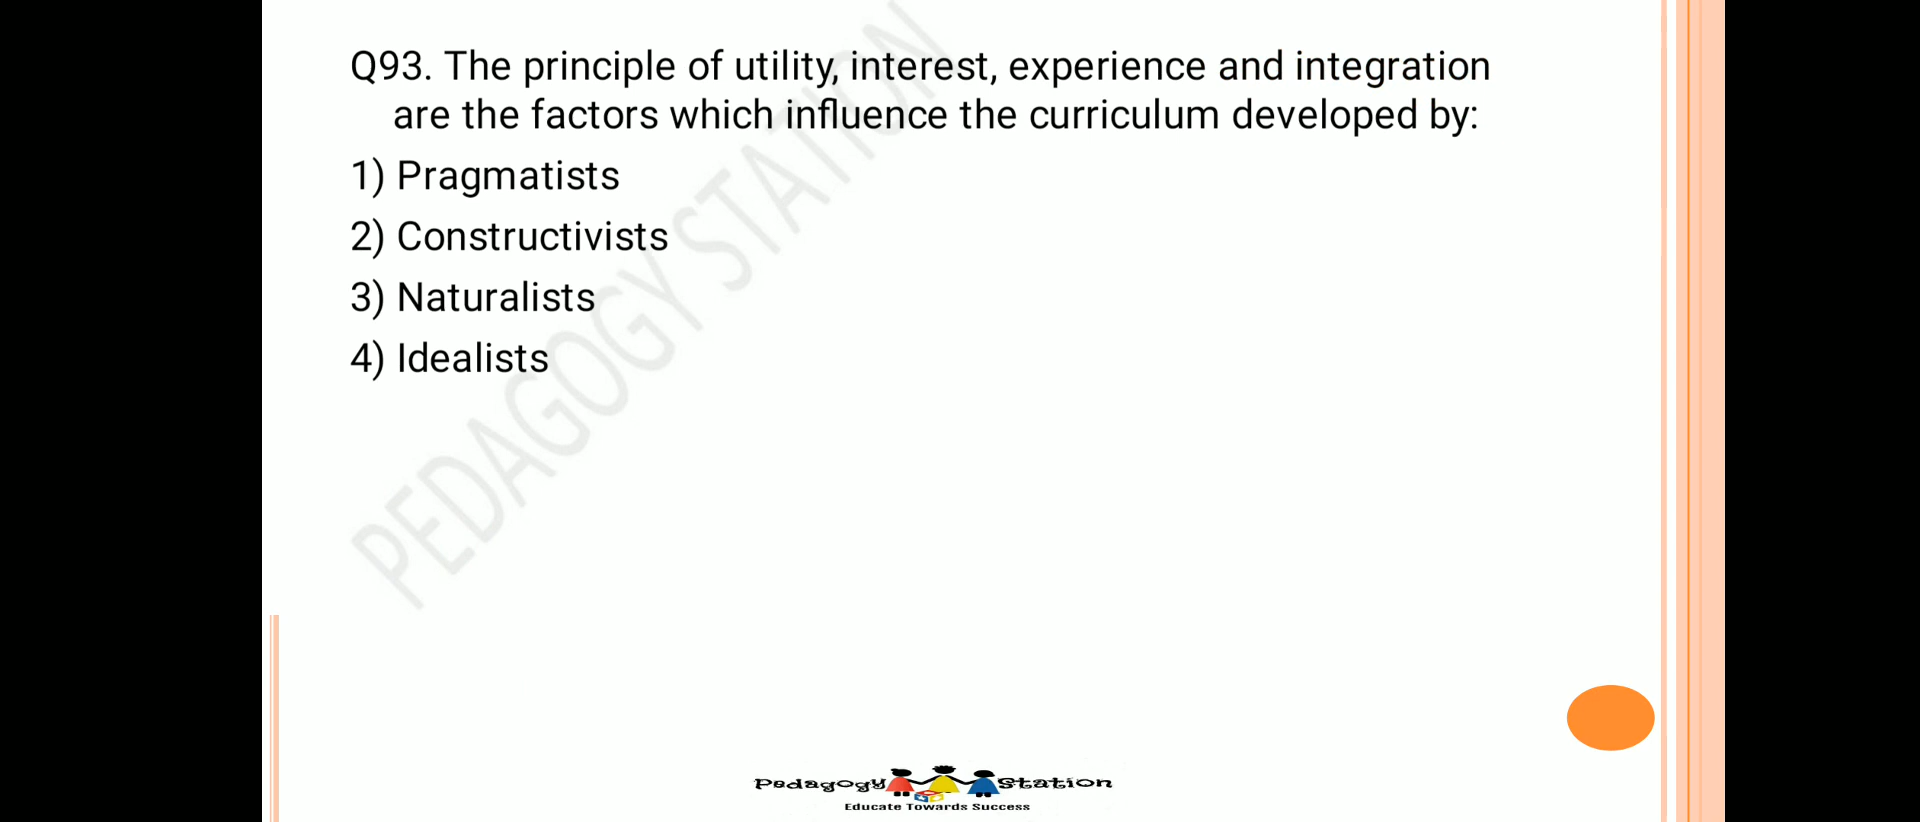 Q93. The principle of utility, interest, experience and integration
are the factors which influence the curriculum developed by:
1) Pragmatists
2) Constructivists
3) Naturalists
4) Idealists
PEDAGOGY STATION
Pedagogy Station
Educate Towards Success